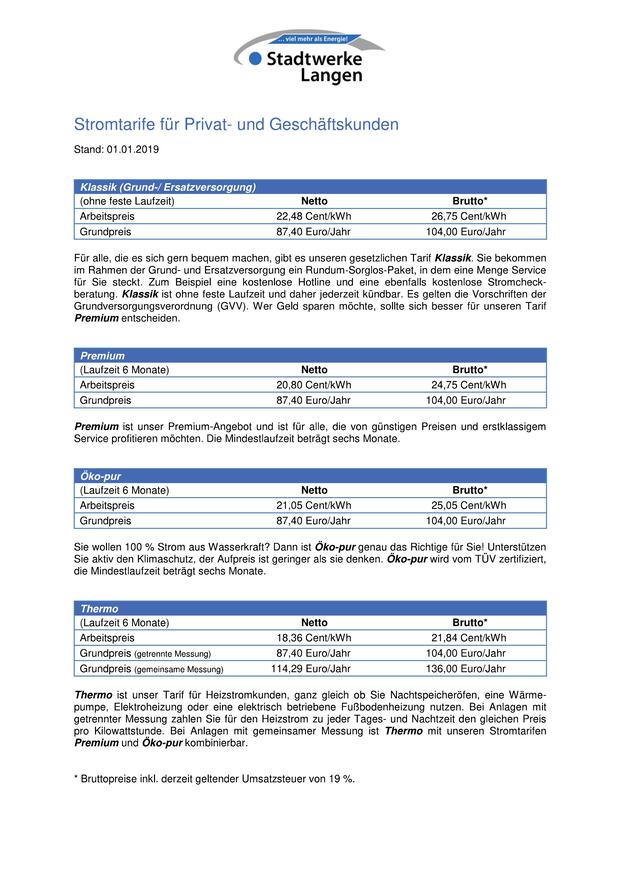 ... viel mehr als Energie!
Stadtwerke
Langen
Stromtarife für Privat- und Geschäftskunden
Stand: 01.01.2019
Klassik (Grund-/ Ersatzversorgung)
(ohne feste Laufzeit) Netto Brutto*
Arbeitspreis 22,48 Cent/kWh 26,75 Cent/kWh
Grundpreis 87,40 Euro/Jahr 104,00 Euro/Jahr
Für alle, die es sich gern bequem machen, gibt es unseren gesetzlichen Tarif Klassik. Sie bekommen
im Rahmen der Grund- und Ersatzversorgung ein Rundum-Sorglos-Paket, in dem eine Menge Service
für Sie steckt. Zum Beispiel eine kostenlose Hotline und eine ebenfalls kostenlose Stromcheck-
beratung. Klassik ist ohne feste Laufzeit und daher jederzeit kündbar. Es gelten die Vorschriften der
Grundversorgungsverordnung (GVV). Wer Geld sparen möchte, sollte sich besser für unseren Tarif
Premium entscheiden.
Premium
(Laufzeit 6 Monate) Netto Brutto*
Arbeitspreis 20,80 Cent/kWh 24,75 Cent/kWh
Grundpreis 87,40 Euro/Jahr 104,00 Euro/Jahr
Premium ist unser Premium-Angebot und ist für alle, die von günstigen Preisen und erstklassigem
Service profitieren möchten. Die Mindestlaufzeit beträgt sechs Monate.
Öko-pur
(Laufzeit 6 Monate) Netto Brutto*
Arbeitspreis 21,05 Cent/kWh 25,05 Cent/kWh
Grundpreis 87,40 Euro/Jahr 104,00 Euro/Jahr
Sie wollen 100 % Strom aus Wasserkraft? Dann ist Öko-pur genau das Richtige für Sie! Unterstützen
Sie aktiv den Klimaschutz, der Aufpreis ist geringer als sie denken. Öko-pur wird vom TÜV zertifiziert,
die Mindestlaufzeit beträgt sechs Monate.
Thermo
(Laufzeit 6 Monate) Netto Brutto*
Arbeitspreis 18,36 Cent/kWh 21,84 Cent/kWh
Grundpreis (getrennte Messung) 87,40 Euro/Jahr 104,00 Euro/Jahr
Grundpreis (gemeinsame Messung) 114,29 Euro/Jahr 136,00 Euro/Jahr
Thermo ist unser Tarif für Heizstromkunden, ganz gleich ob Sie Nachtspeicheröfen, eine Wärme-
pumpe, Elektroheizung oder eine elektrisch betriebene Fußbodenheizung nutzen. Bei Anlagen mit
getrennter Messung zahlen Sie für den Heizstrom zu jeder Tages- und Nachtzeit den gleichen Preis
pro Kilowattstunde. Bei Anlagen mit gemeinsamer Messung ist Thermo mit unseren Stromtarifen
Premium und Öko-pur kombinierbar.
* Bruttopreise inkl. derzeit geltender Umsatzsteuer von 19 %.